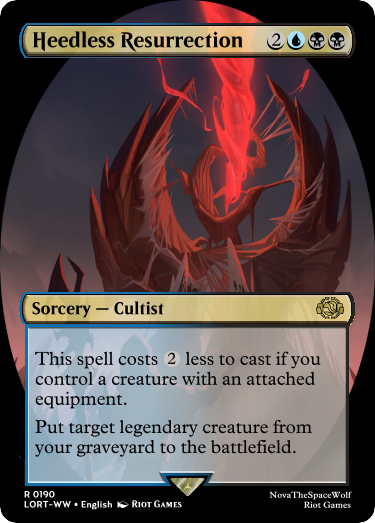 Heedless Resurrection 2
Sorcery — Cultist
This spell costs 2 less to cast if you
control a creature with an attached
equipment.
Put target legendary creature from
your graveyard to the battlefield.
R 0190
LORT-WW • English Riot Games
NovaTheSpaceWolf
Riot Games